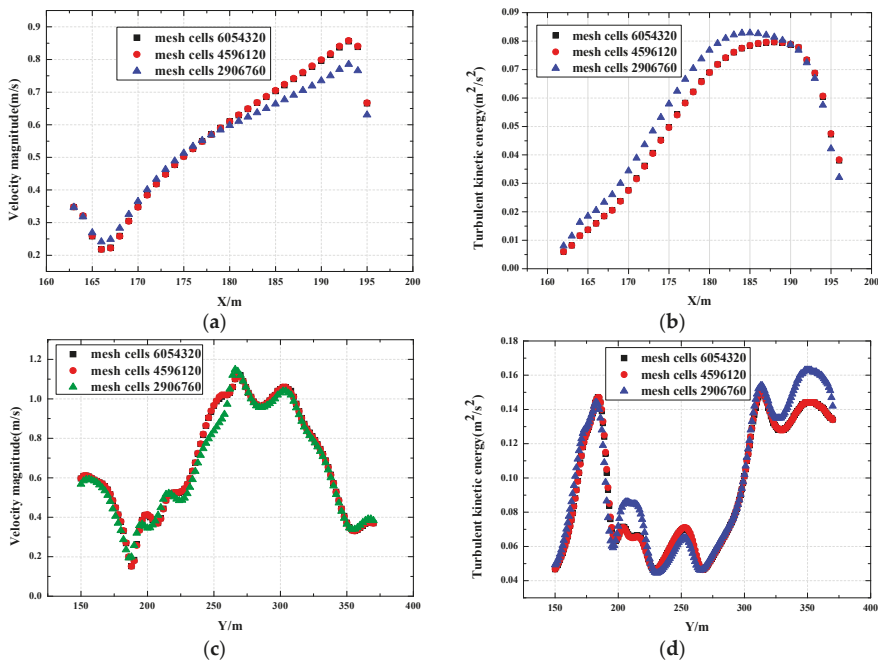 mesh cells 6054320
mesh cells 4596120
mesh cells 2906760
Velocity magnitude(m/s)
0.9
0.8
0.7
0.6
0.5
0.4
0.3
0.2
160 165 170 175 180 185 190 195 200
X/m
(a)
mesh cells 6054320
mesh cells 4596120
mesh cells 2906760
Turbulent kinetic energy(m²/s²)
0.09
0.08
0.07
0.06
0.05
0.04
0.03
0.02
0.01
0.00
160 165 170 175 180 185 190 195 200
X/m
(b)
mesh cells 6054320
mesh cells 4596120
mesh cells 2906760
Velocity magnitude(m/s)
1.2
1.0
0.8
0.6
0.4
0.2
0.0
100 150 200 250 300 350 400
Y/m
(c)
mesh cells 6054320
mesh cells 4596120
mesh cells 2906760
Turbulent kinetic energy(m²/s²)
0.16
0.14
0.12
0.10
0.08
0.06
0.04
150 200 250 300 350 400
Y/m
(d)